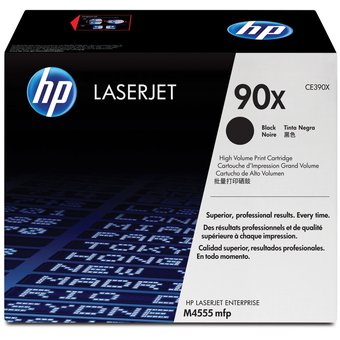 hp
LASERJET
90x
CE390X
Black Tinta Negra
Noire 黑色
High Volume Print Cartridge
Cartouche d'Impression Grand Volume
Cartucho de Alto Volumen
批量打印硒鼓
Superior, professional results. Every time.
Des résultats professionnels et de qualité
supérieure à chaque impression.
Calidad superior, resultados profesionales.
En todo momento.
HP LASERJET ENTERPRISE
M4555 mfp